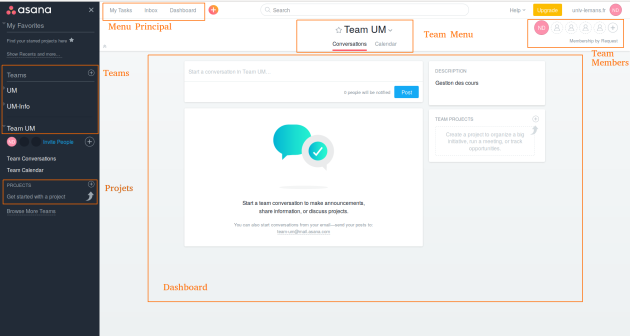 asana
×
My Tasks
Inbox
Dashboard
Search
Help
Upgrade
univ-lemans.fr
ND
My Favorites
Find your starred projects here ★
Show Recents and more...
Menu Principal
☆ Team UM
Conversations
Calendar
Team Menu
ND
Membership by Request
Team Members
Teams
UM
UM-Info
Team UM
Teams
Invite People
Team Conversations
Team Calendar
PROJECTS
Get started with a project
Browse More Teams
Projets
Start a conversation in Team UM...
people will be notified
Post
DESCRIPTION
Gestion des cours
TEAM PROJECTS
Create a project to organize a big
initiative, run a meeting, or track
opportunities.
Start a team conversation to make announcements,
share information, or discuss projects.
You can also start conversations from your email—send your posts to:
team-um@mail.asana.com
Dashboard